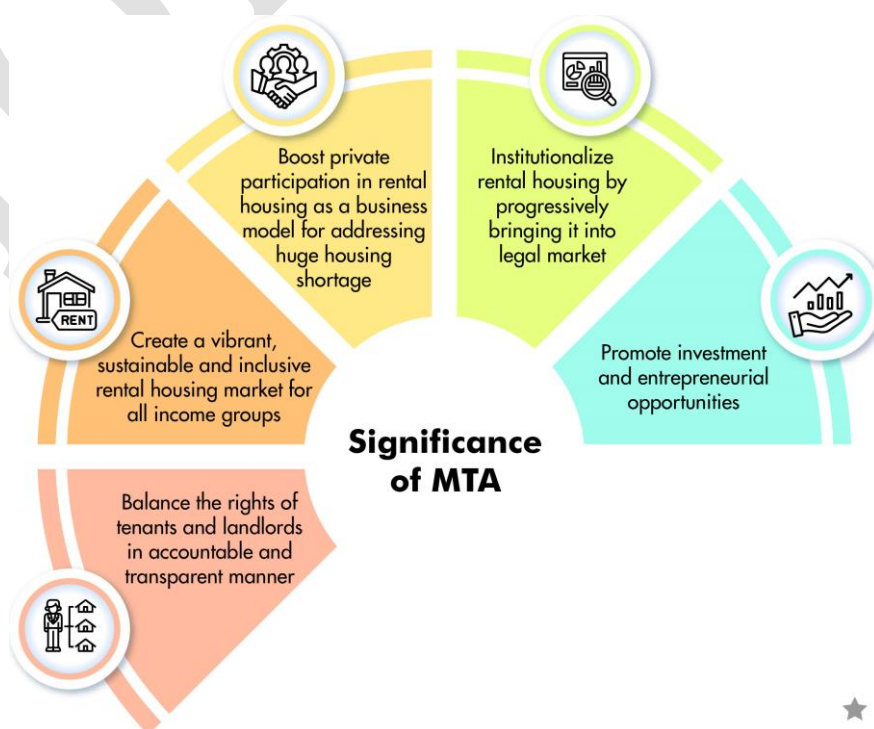 Boost private
participation in rental
housing as a business
model for addressing
huge housing
shortage
Institutionalize
rental housing by
progressively
bringing it into
legal market
RENT
Create a vibrant,
sustainable and inclusive
rental housing market for
all income groups
Promote investment
and entrepreneurial
opportunities
Significance
of MTA
Balance the rights of
tenants and landlords
in accountable and
transparent manner